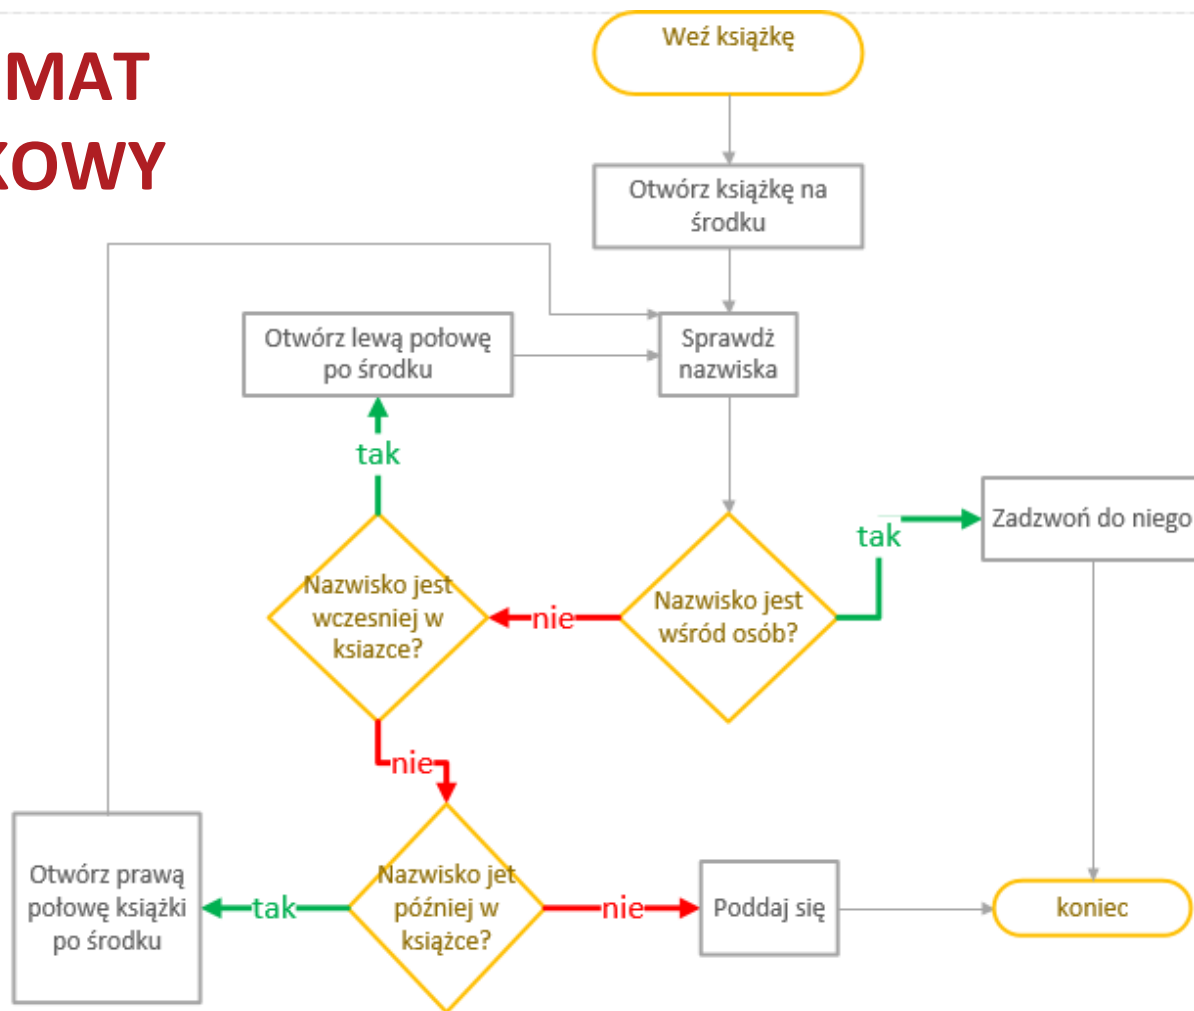 MAT
KOWY
Weź książkę
Otwórz książkę na
środku
Otwórz lewą połowę
po środku
Sprawdź
nazwiska
tak
Nazwisko jest
wczesniej w
ksiazce?
nie
Nazwisko jest
wśród osób?
tak
Zadzwoń do niego
nie
Otwórz prawą
połowę książki
po środku
tak
Nazwisko jet
później w
książce?
nie
Poddaj się
koniec